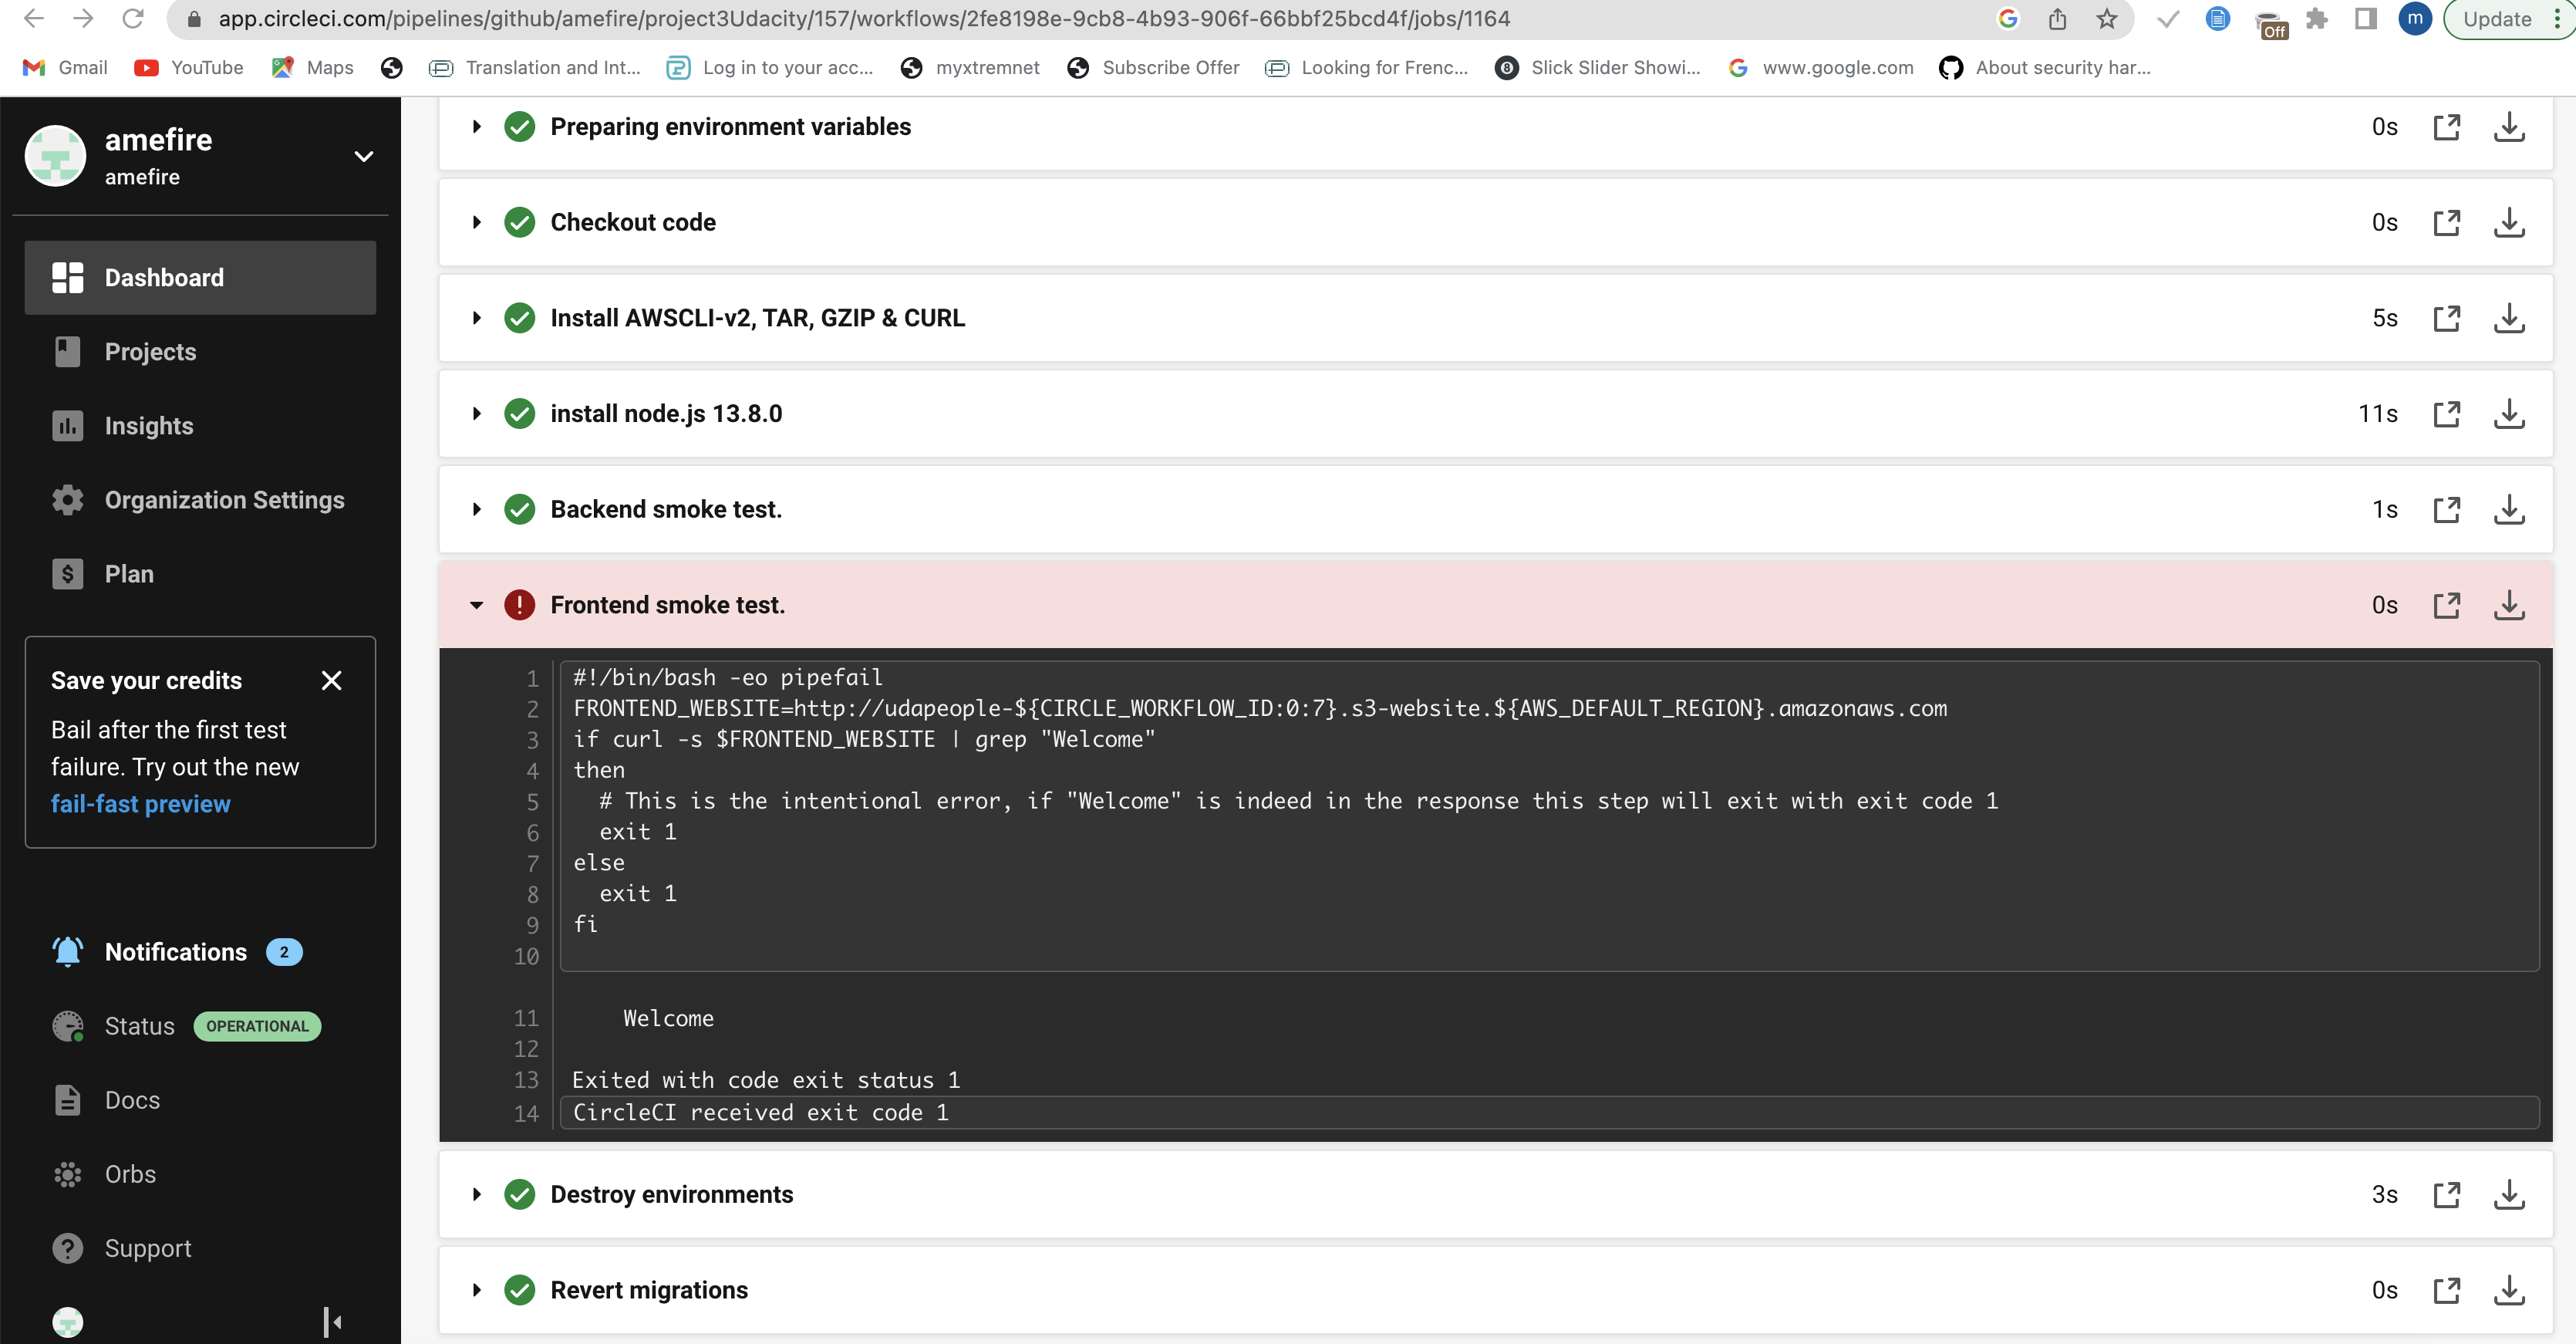 app.circleci.com/pipelines/github/amefire/project3Udacity/157/workflows/2fe8198e-9cb8-4b93-906f-66bbf25bcd4f/jobs/1164
Off
m
Update
Gmail
YouTube
Maps
Translation and Int...
Log in to your acc...
myxtremnet
Subscribe Offer
Looking for Frenc...
Slick Slider Showi...
www.google.com
About security har...
amefire
amefire
Dashboard
Projects
Insights
Organization Settings
Plan
Save your credits
Bail after the first test
failure. Try out the new
fail-fast preview
Notifications 2
Status OPERATIONAL
Docs
Orbs
Support
Preparing environment variables 0s
Checkout code 0s
Install AWSCLI-v2, TAR, GZIP & CURL 5s
install node.js 13.8.0 11s
Backend smoke test. 1s
Frontend smoke test. 0s
1 #!/bin/bash -eo pipefail
2 FRONTEND_WEBSITE=http://udapeople-${CIRCLE_WORKFLOW_ID:0:7}.s3-website.${AWS_DEFAULT_REGION}.amazonaws.com
3 if curl -s $FRONTEND_WEBSITE | grep "Welcome"
4 then
5   # This is the intentional error, if "Welcome" is indeed in the response this step will exit with exit code 1
6   exit 1
7 else
8   exit 1
9 fi
10
11     Welcome
12
13 Exited with code exit status 1
14 CircleCI received exit code 1
Destroy environments 3s
Revert migrations 0s